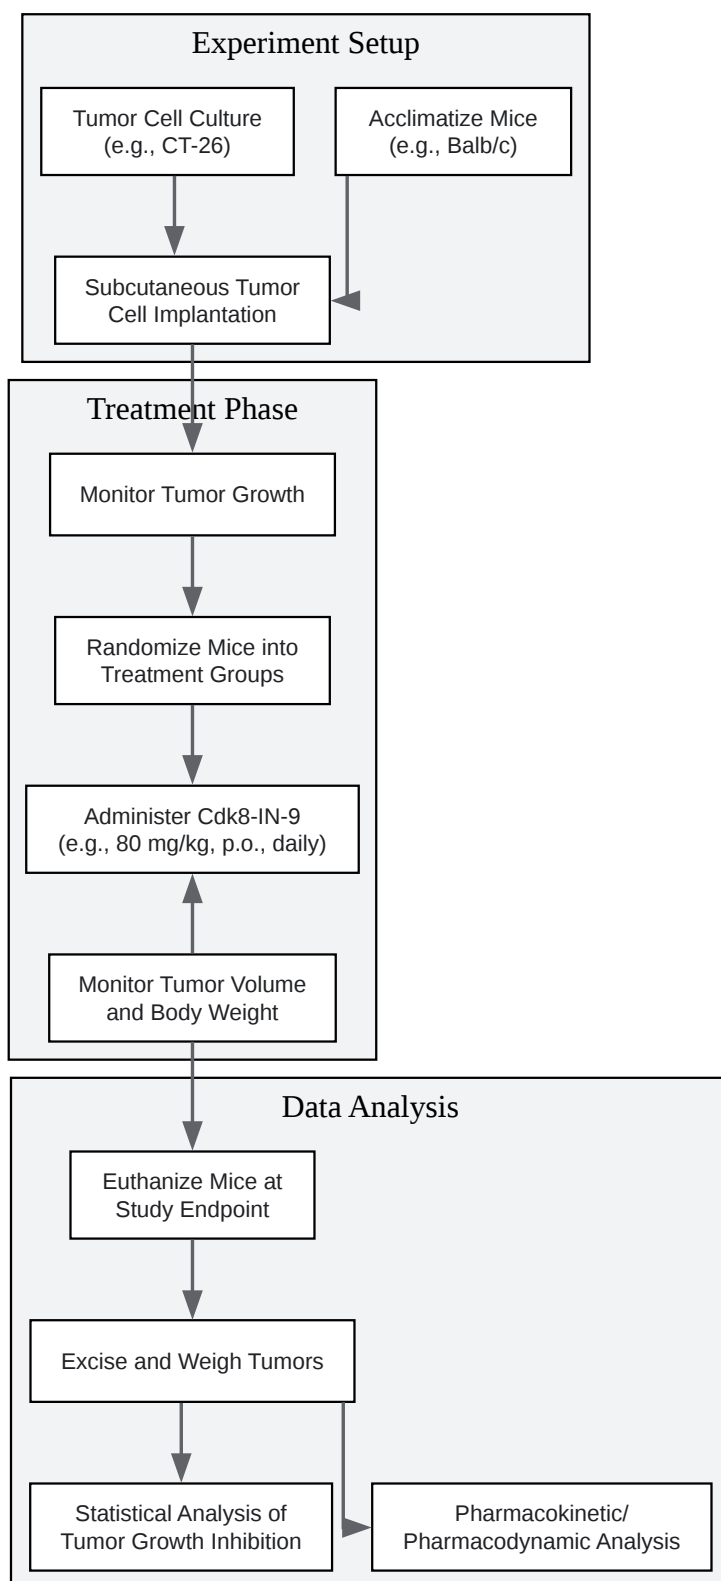 Experiment Setup
Tumor Cell Culture
(e.g., CT-26)
Acclimatize Mice
(e.g., Balb/c)
Subcutaneous Tumor
Cell Implantation
Treatment Phase
Monitor Tumor Growth
Randomize Mice into
Treatment Groups
Administer Cdk8-IN-9
(e.g., 80 mg/kg, p.o., daily)
Monitor Tumor Volume
and Body Weight
Data Analysis
Euthanize Mice at
Study Endpoint
Excise and Weigh Tumors
Statistical Analysis of
Tumor Growth Inhibition
Pharmacokinetic/
Pharmacodynamic Analysis